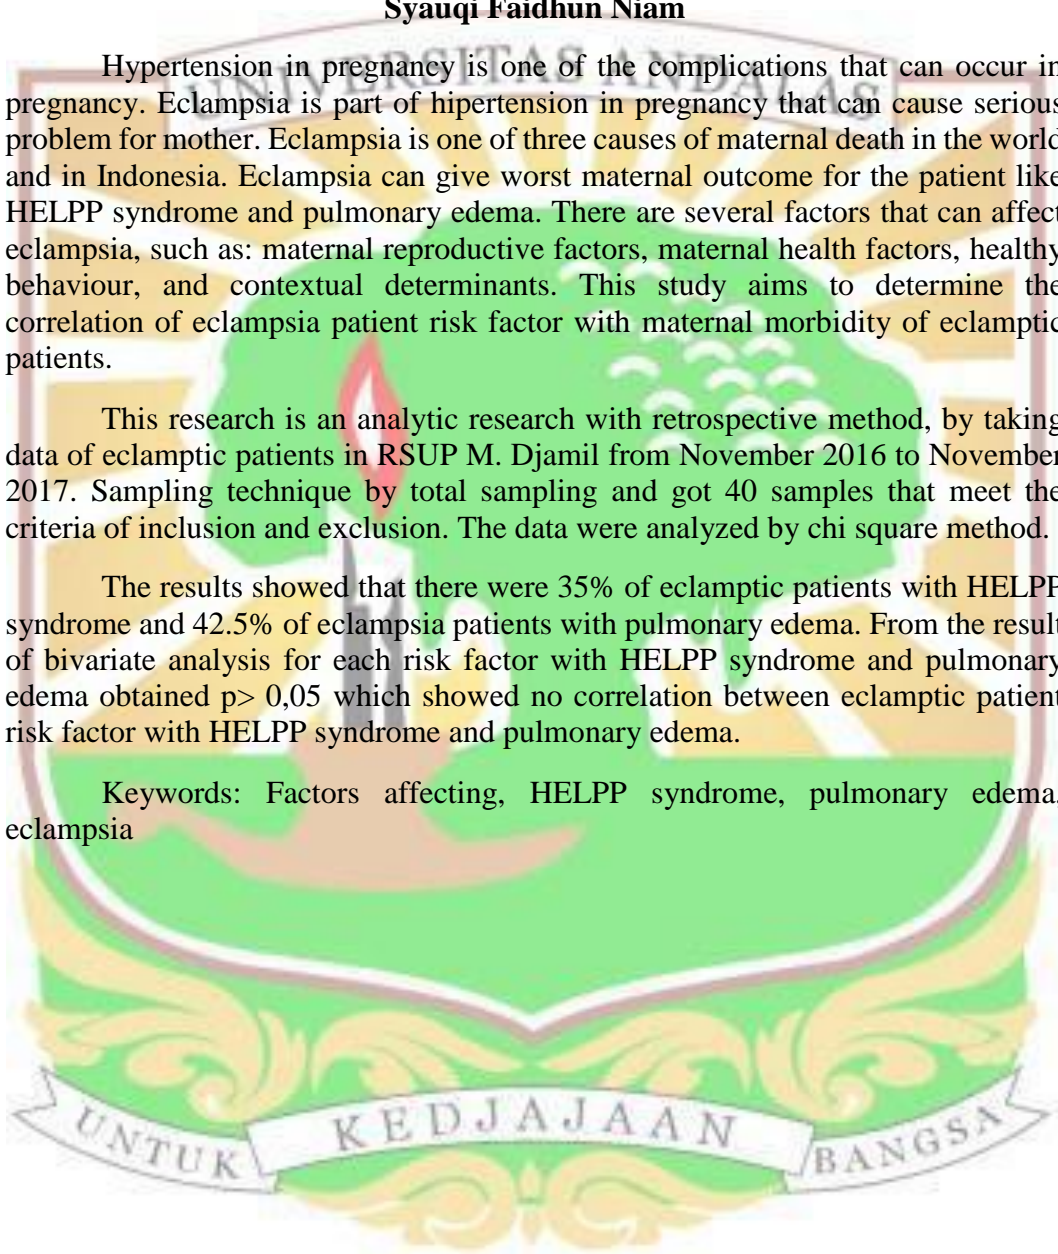 Syauqi Faidhun Niam
UNIVERSITAS ANDALAS
Hypertension in pregnancy is one of the complications that can occur in
pregnancy. Eclampsia is part of hipertension in pregnancy that can cause serious
problem for mother. Eclampsia is one of three causes of maternal death in the world
and in Indonesia. Eclampsia can give worst maternal outcome for the patient like
HELPP syndrome and pulmonary edema. There are several factors that can affect
eclampsia, such as: maternal reproductive factors, maternal health factors, healthy
behaviour, and contextual determinants. This study aims to determine the
correlation of eclampsia patient risk factor with maternal morbidity of eclamptic
patients.
This research is an analytic research with retrospective method, by taking
data of eclamptic patients in RSUP M. Djamil from November 2016 to November
2017. Sampling technique by total sampling and got 40 samples that meet the
criteria of inclusion and exclusion. The data were analyzed by chi square method.
The results showed that there were 35% of eclamptic patients with HELPP
syndrome and 42.5% of eclampsia patients with pulmonary edema. From the result
of bivariate analysis for each risk factor with HELPP syndrome and pulmonary
edema obtained p> 0,05 which showed no correlation between eclamptic patient
risk factor with HELPP syndrome and pulmonary edema.
Keywords: Factors affecting, HELPP syndrome, pulmonary edema,
eclampsia
UNTUK KEDJAJAAN BANGSA